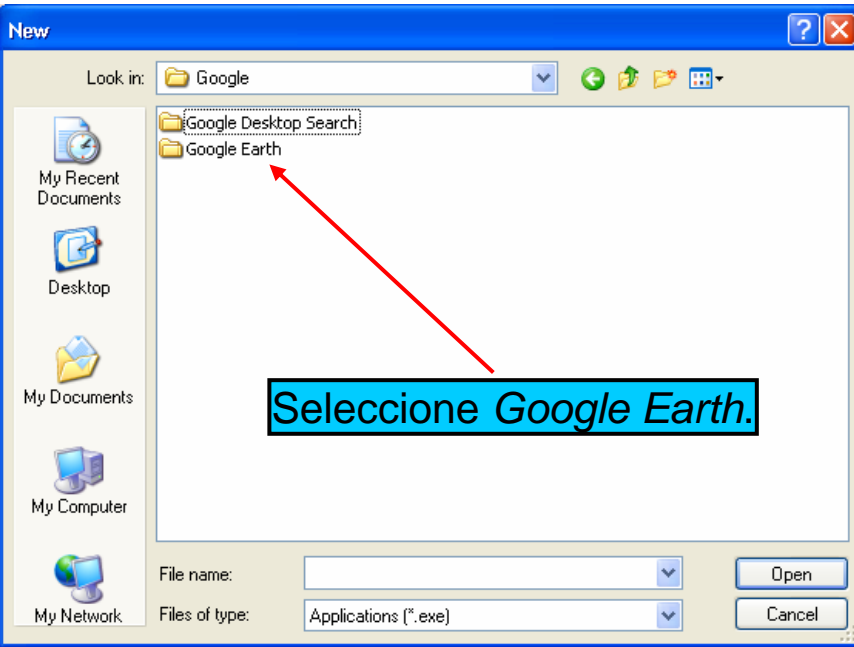 New
Look in:
Google
Google Desktop Search
Google Earth
My Recent
Documents
Desktop
My Documents
My Computer
My Network
Seleccione Google Earth.
File name:
Open
Files of type:
Applications (*.exe)
Cancel